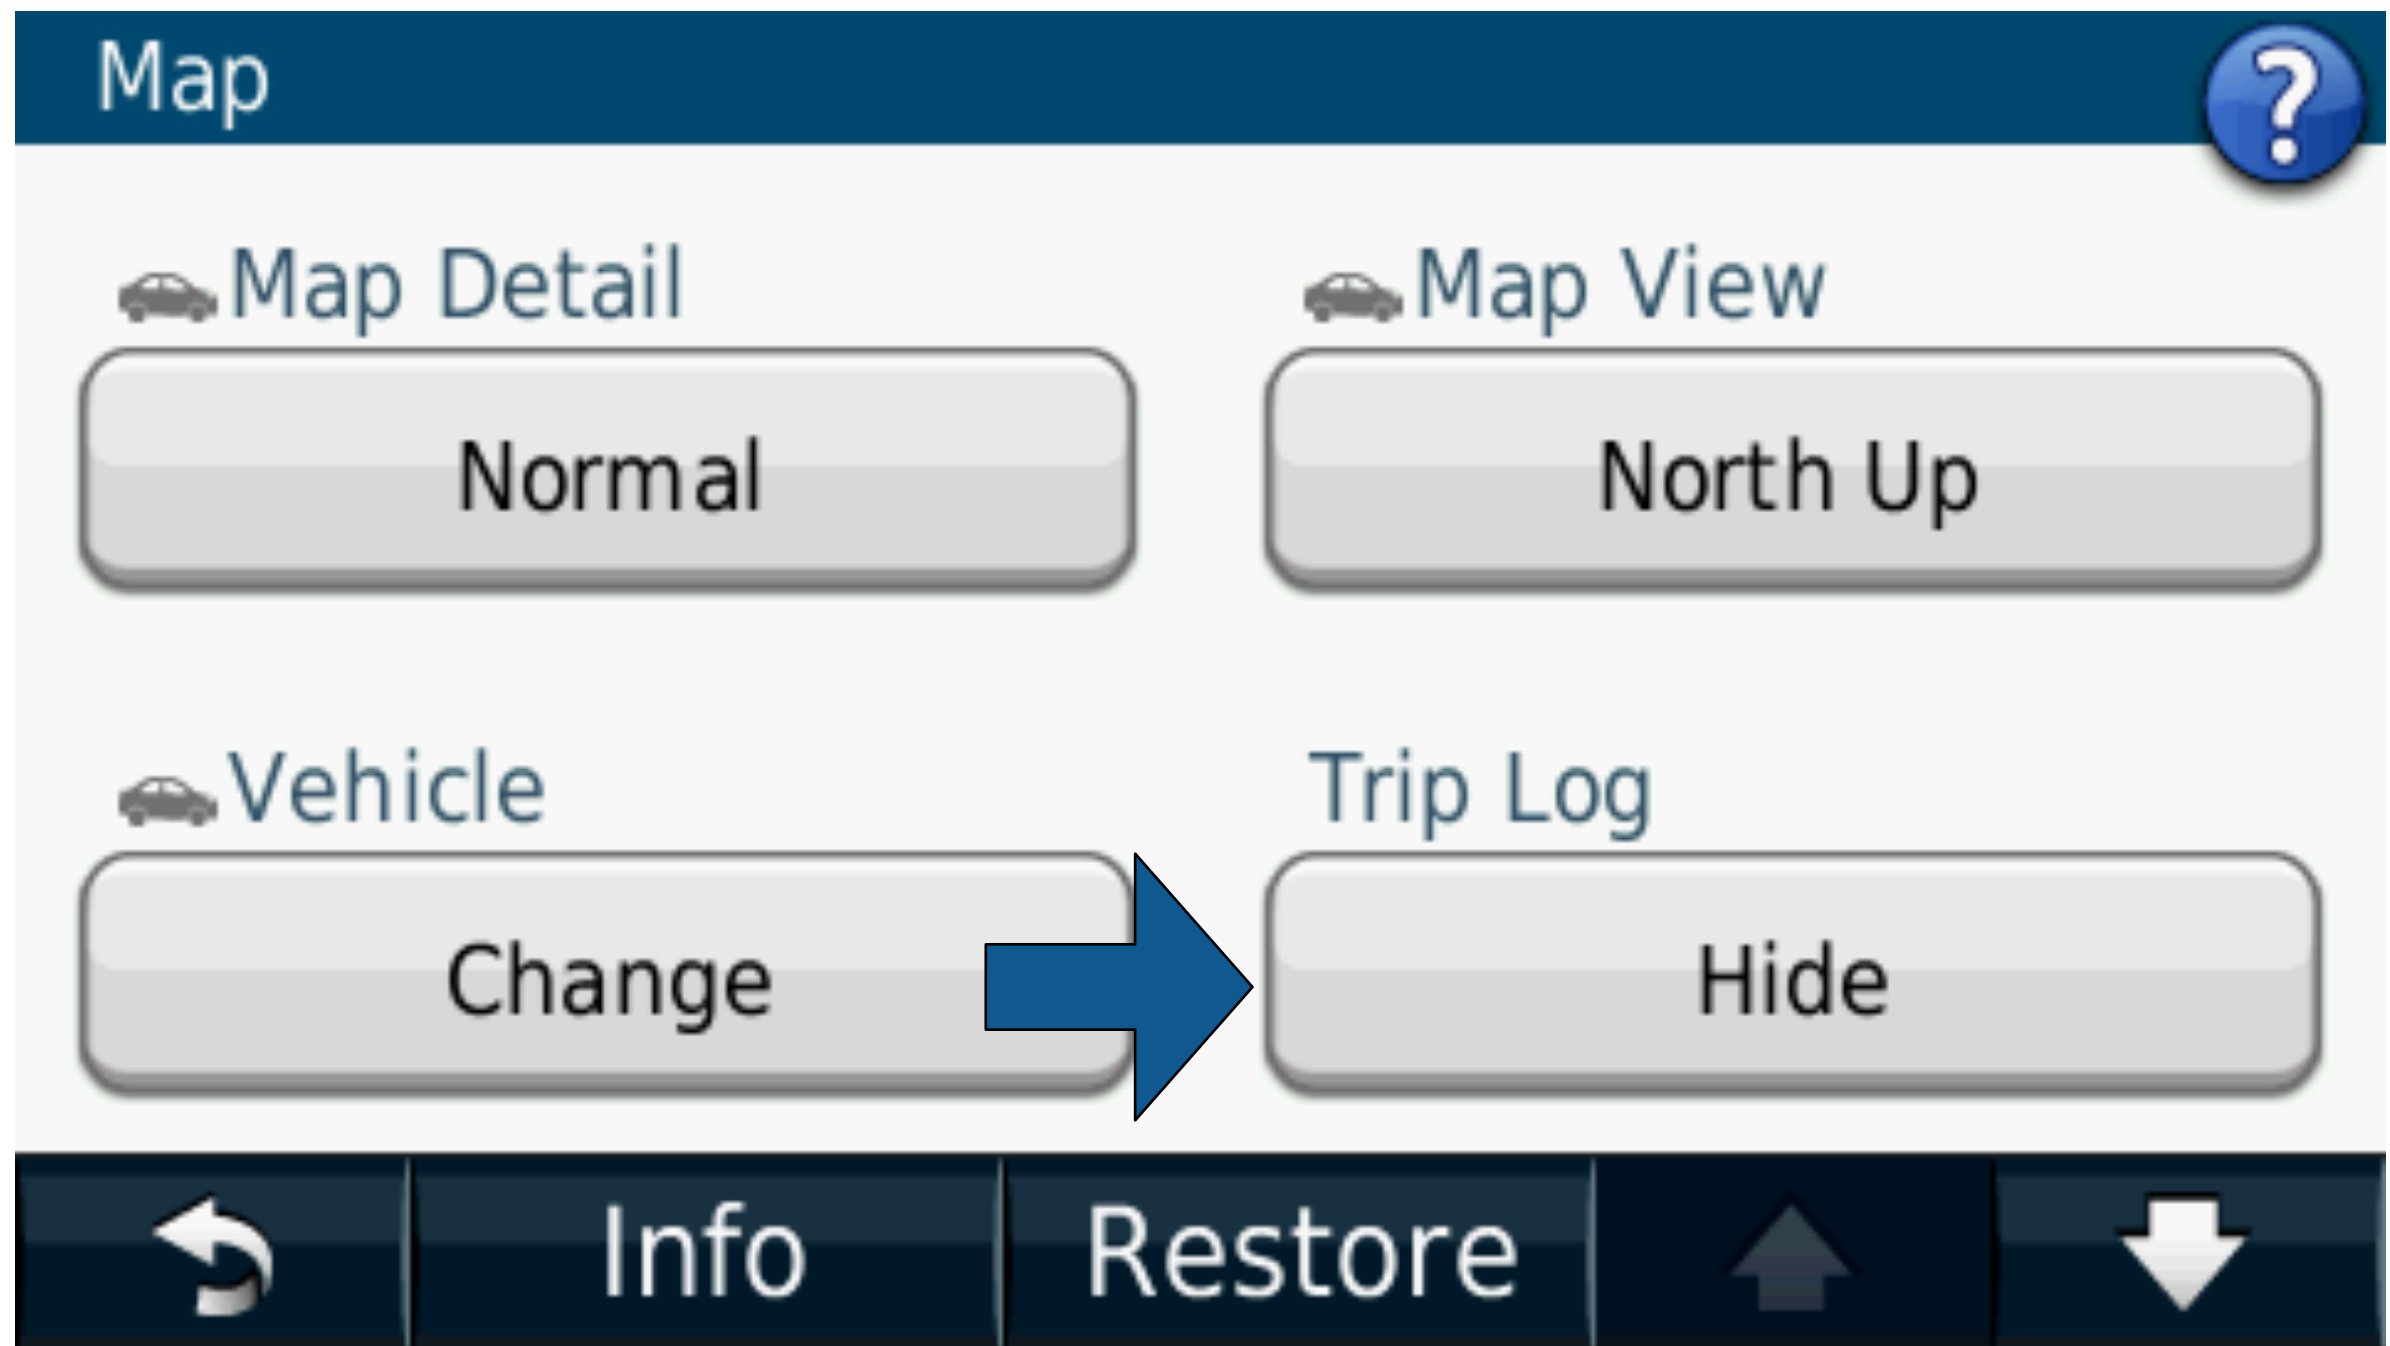 Map
?
Map Detail
Map View
Normal
North Up
Vehicle
Trip Log
Change
Hide
Info
Restore